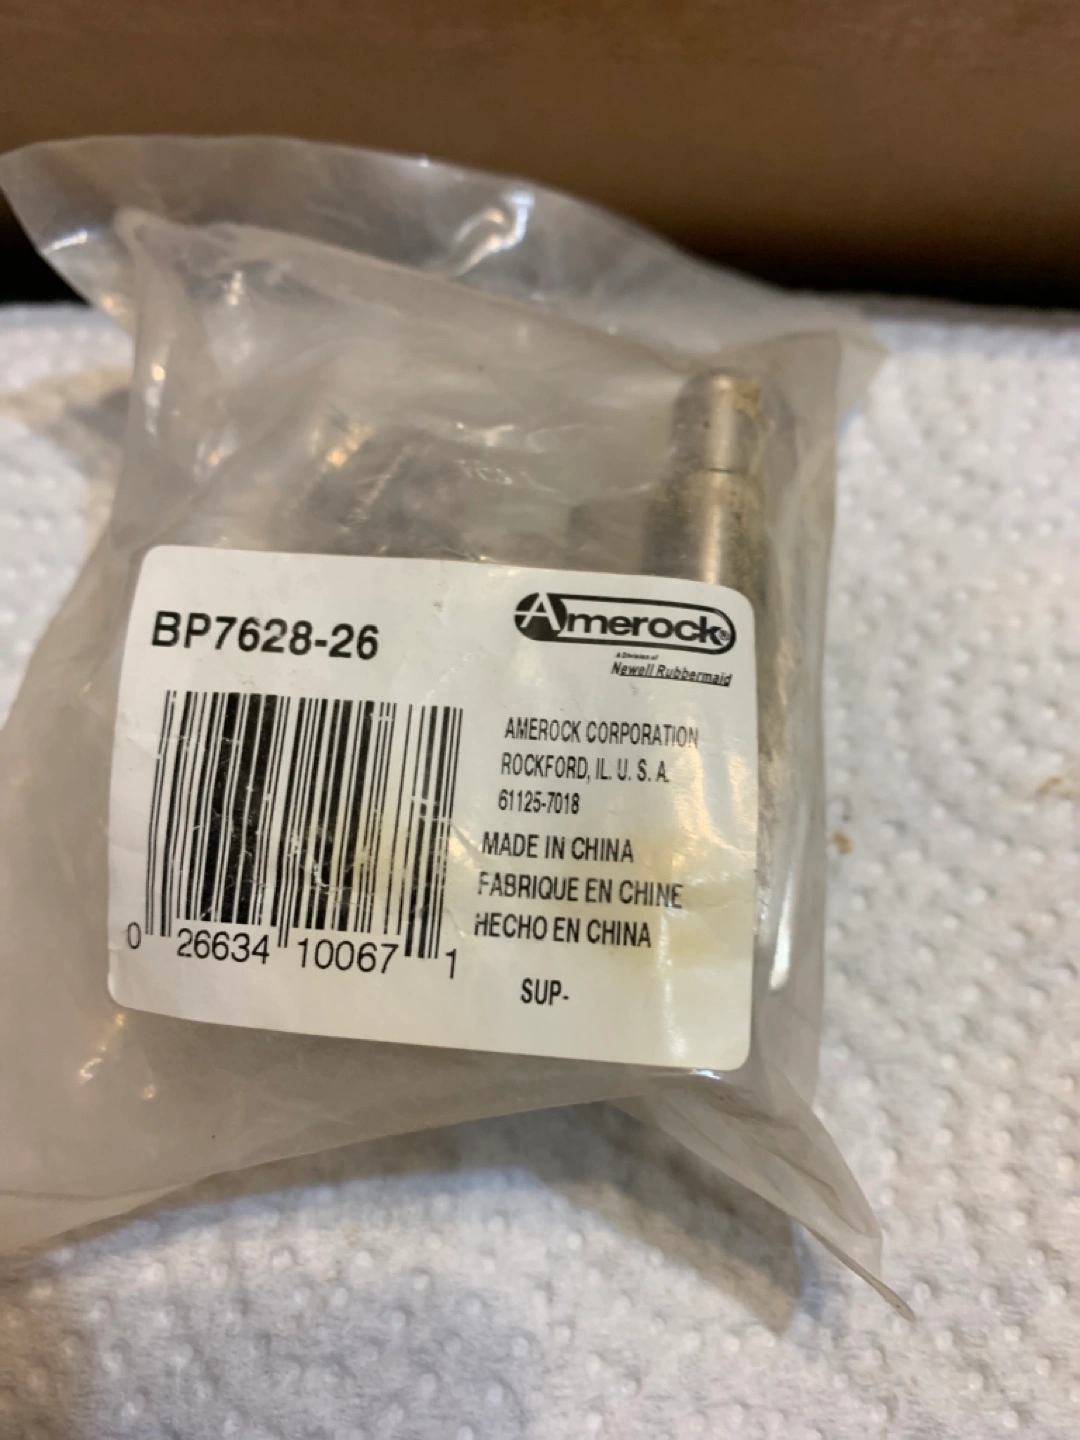 BP7628-26
Amerock®
A Division of
Newell Rubbermaid
AMEROCK CORPORATION
ROCKFORD, IL. U. S. A.
61125-7018
MADE IN CHINA
FABRIQUE EN CHINE
HECHO EN CHINA
SUP-
0 26634 10067 1